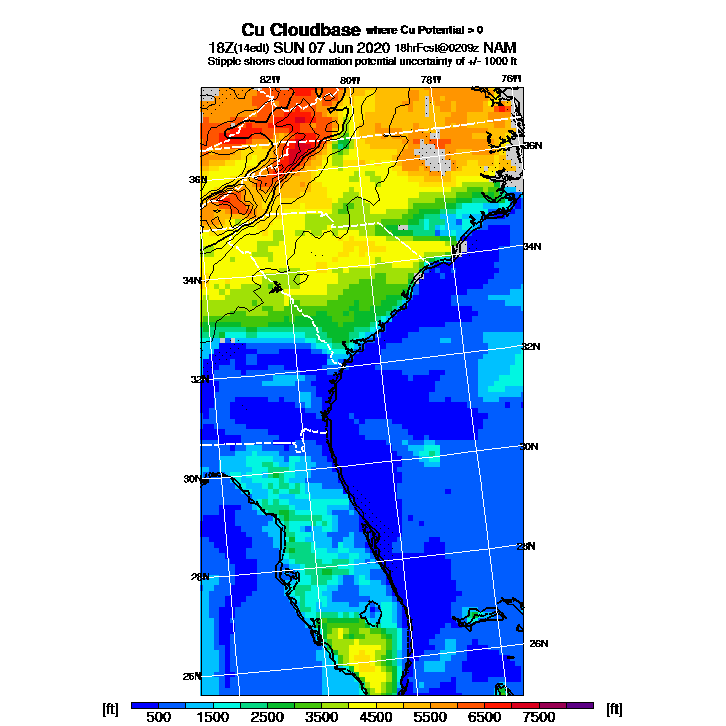 Cu Cloudbase where Cu Potential > 0
18Z(14edt) SUN 07 Jun 2020 18hrFcst@0209z NAM
Stipple shows cloud formation potential uncertainty of +/- 1000 ft
82W 80W 78W 76W
36N
36N
34N
34N
32N
32N
30N
30N
28N
28N
26N
26N
[ft] 500 1500 2500 3500 4500 5500 6500 7500 [ft]